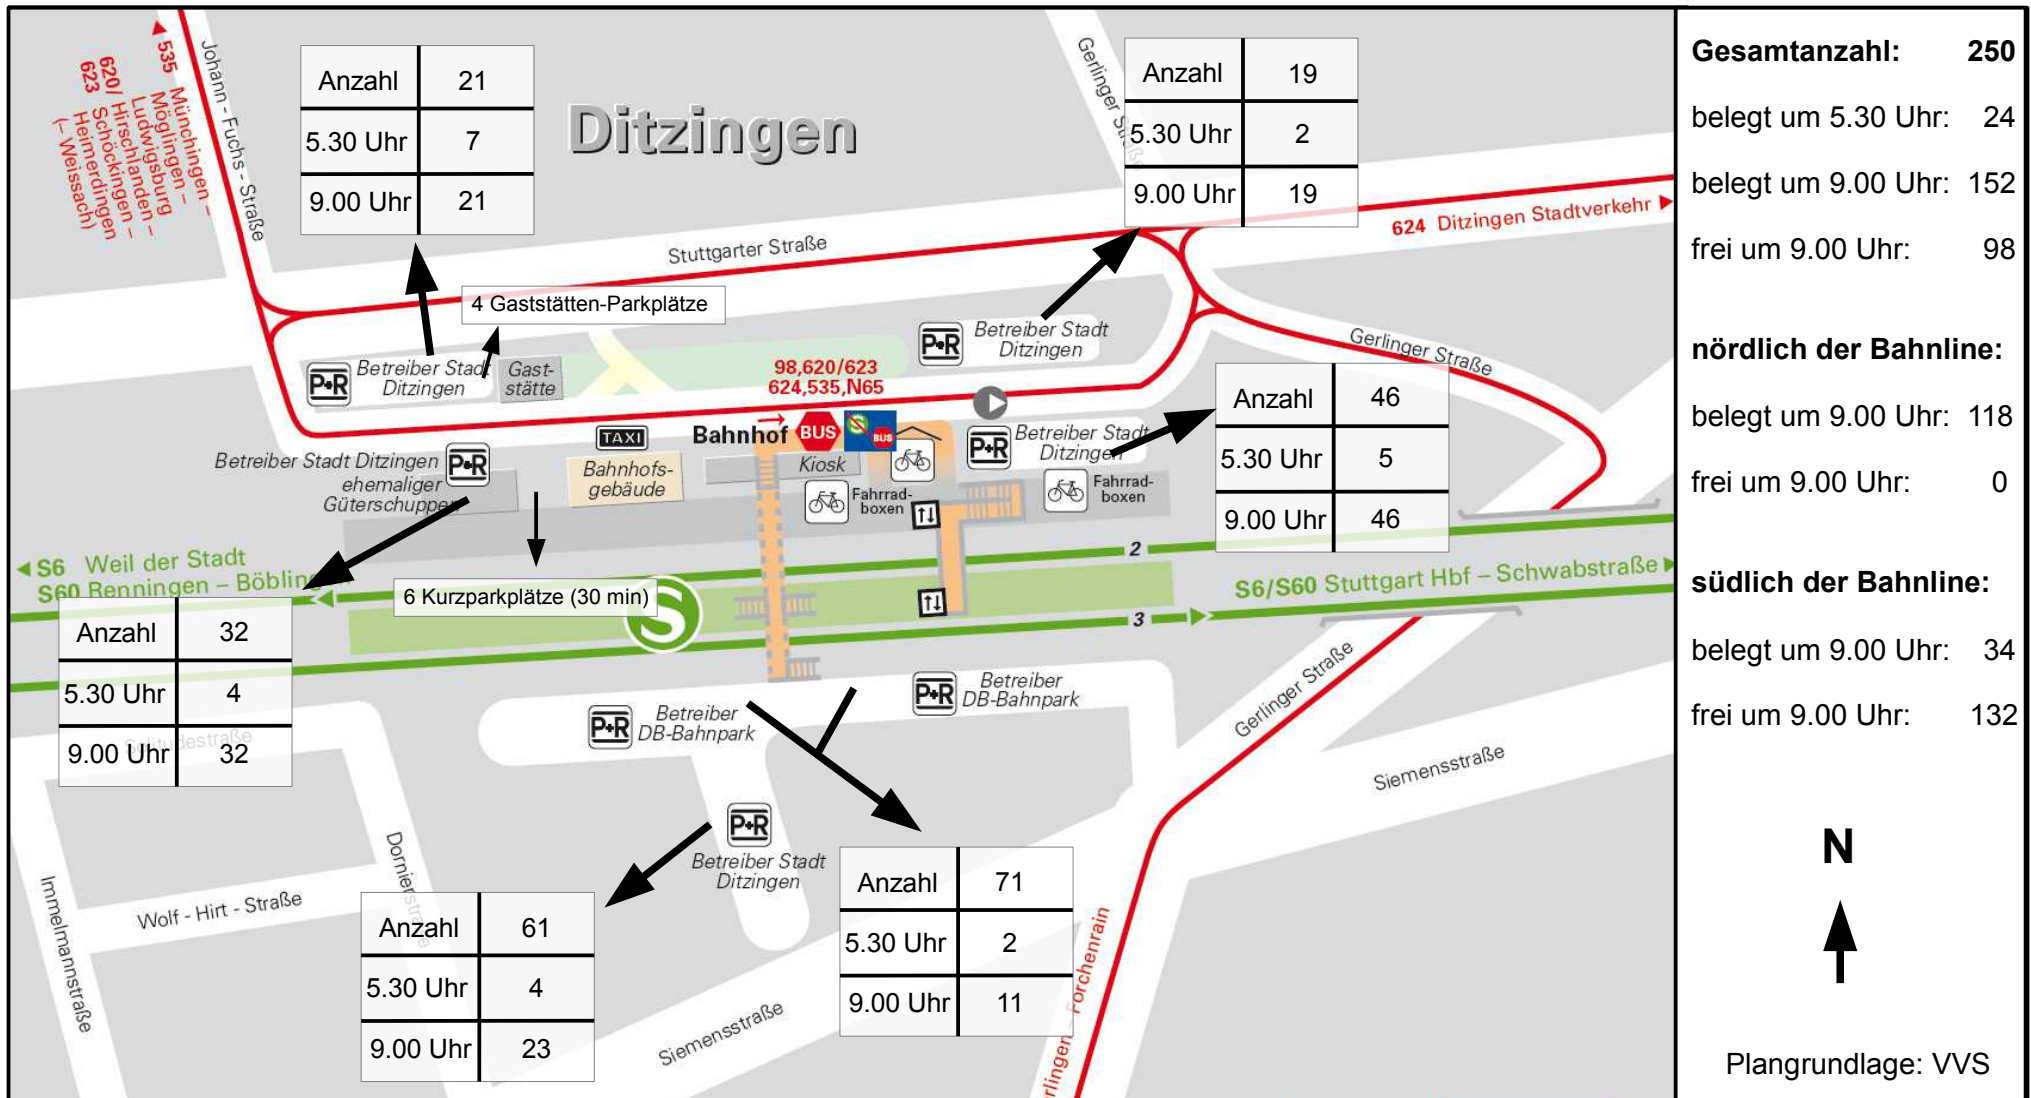 535 Münchingen –
Möglingen –
Ludwigsburg
620/ Hirschlanden –
623 Schöckingen –
Heimerdingen
(– Weissach)
Johann - Fuchs - Straße
Anzahl 21
5.30 Uhr 7
9.00 Uhr 21
Ditzingen
Gerlinger Straße
Anzahl 19
5.30 Uhr 2
9.00 Uhr 19
624 Ditzingen Stadtverkehr
Stuttgarter Straße
4 Gaststätten-Parkplätze
P+R
Betreiber Stadt
Ditzingen
Gast-
stätte
98,620/623
624,535,N65
P+R
Betreiber Stadt
Ditzingen
Gerlinger Straße
Anzahl 46
5.30 Uhr 5
9.00 Uhr 46
Betreiber Stadt Ditzingen
ehemaliger
Güterschuppen
P+R
TAXI
Bahnhofs-
gebäude
Bahnhof
BUS
S
BUS
Kiosk
Fahrrad-
boxen
P+R
Betreiber Stadt
Ditzingen
Fahrrad-
boxen
S6 Weil der Stadt
S60 Renningen – Böblingen
6 Kurzparkplätze (30 min)
S
2
3
S6/S60 Stuttgart Hbf – Schwabstraße
Anzahl 32
5.30 Uhr 4
9.00 Uhr 32
Solitudestraße
P+R
Betreiber
DB-Bahnpark
P+R
Betreiber
DB-Bahnpark
Gerlinger Straße
Siemensstraße
P+R
Betreiber Stadt
Ditzingen
Immelmannstraße
Wolf - Hirt - Straße
Dornierstraße
Anzahl 61
5.30 Uhr 4
9.00 Uhr 23
Anzahl 71
5.30 Uhr 2
9.00 Uhr 11
Siemensstraße
erlingen – Forchenrain
Gesamtanzahl: 250
belegt um 5.30 Uhr: 24
belegt um 9.00 Uhr: 152
frei um 9.00 Uhr: 98
nördlich der Bahnline:
belegt um 9.00 Uhr: 118
frei um 9.00 Uhr: 0
südlich der Bahnline:
belegt um 9.00 Uhr: 34
frei um 9.00 Uhr: 132
N
Plangrundlage: VVS